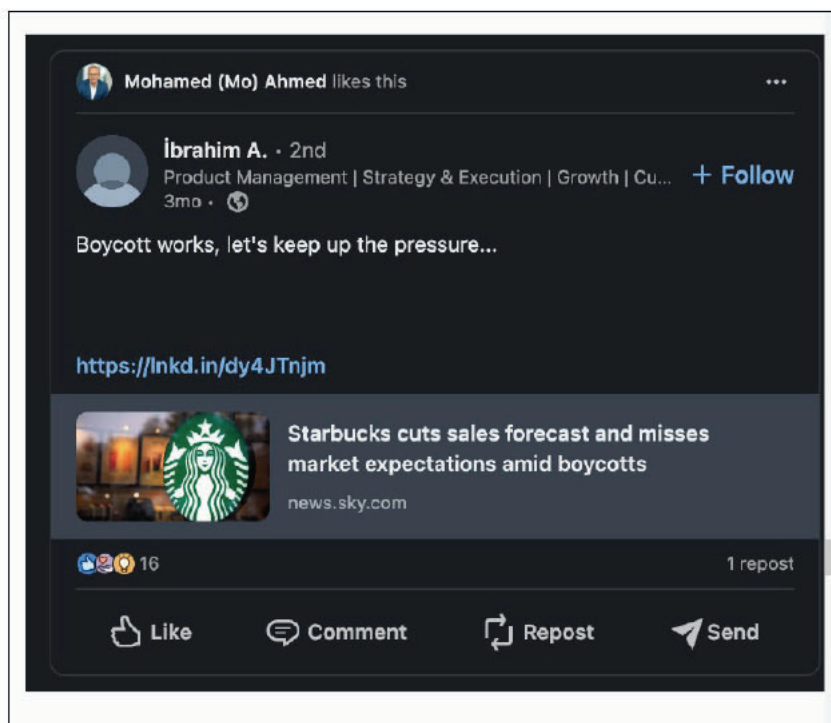 Mohamed (Mo) Ahmed likes this
İbrahim A. • 2nd
Product Management | Strategy & Execution | Growth | Cu... + Follow
3mo •
Boycott works, let's keep up the pressure...
https://lnkd.in/dy4JTnjm
Starbucks cuts sales forecast and misses
market expectations amid boycotts
news.sky.com
16 1 repost
Like Comment Repost Send